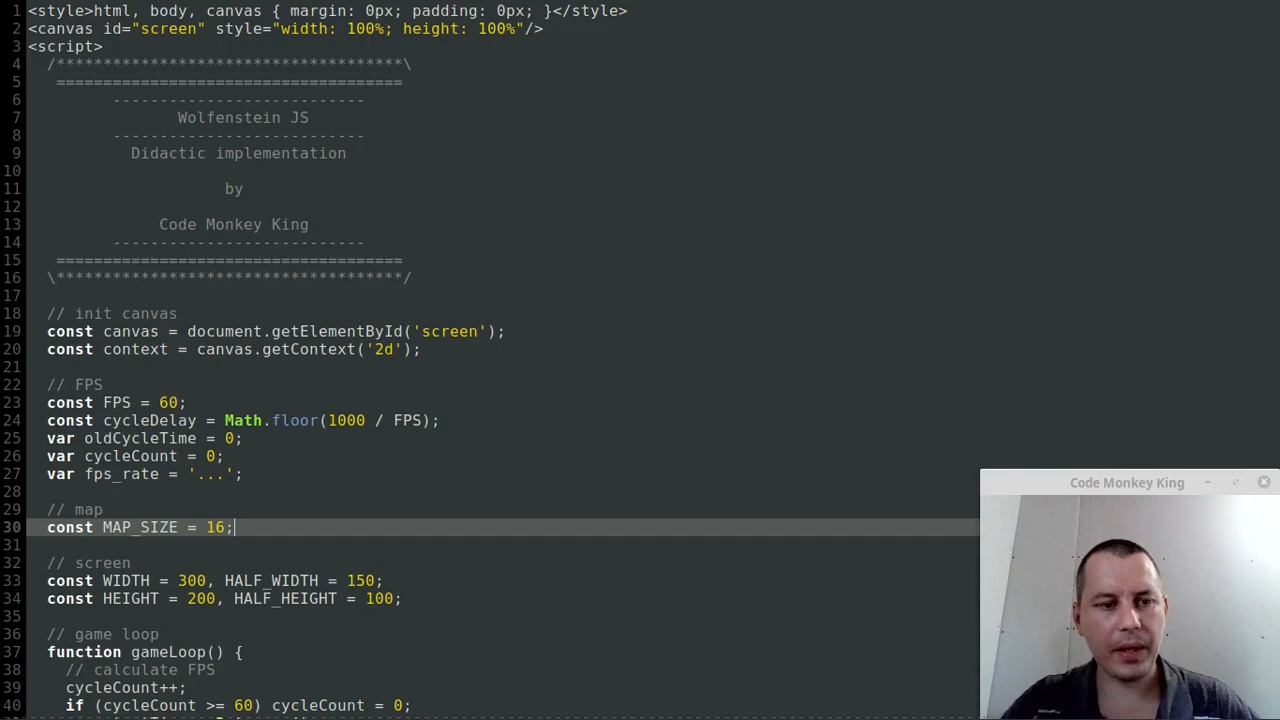 1 <style>html, body, canvas { margin: 0px; padding: 0px; }</style>
2 <canvas id="screen" style="width: 100%; height: 100%"/>
3 <script>
4 /*************************************\
5 =====================================
6 ---------------------------
7 Wolfenstein JS
8 ---------------------------
9 Didactic implementation
10
11 by
12
13 Code Monkey King
14 ---------------------------
15 =====================================
16 \*************************************/
17
18 // init canvas
19 const canvas = document.getElementById('screen');
20 const context = canvas.getContext('2d');
21
22 // FPS
23 const FPS = 60;
24 const cycleDelay = Math.floor(1000 / FPS);
25 var oldCycleTime = 0;
26 var cycleCount = 0;
27 var fps_rate = '...';
28
29 // map
30 const MAP_SIZE = 16;
31
32 // screen
33 const WIDTH = 300, HALF_WIDTH = 150;
34 const HEIGHT = 200, HALF_HEIGHT = 100;
35
36 // game loop
37 function gameLoop() {
38 // calculate FPS
39 cycleCount++;
40 if (cycleCount >= 60) cycleCount = 0;
Code Monkey King